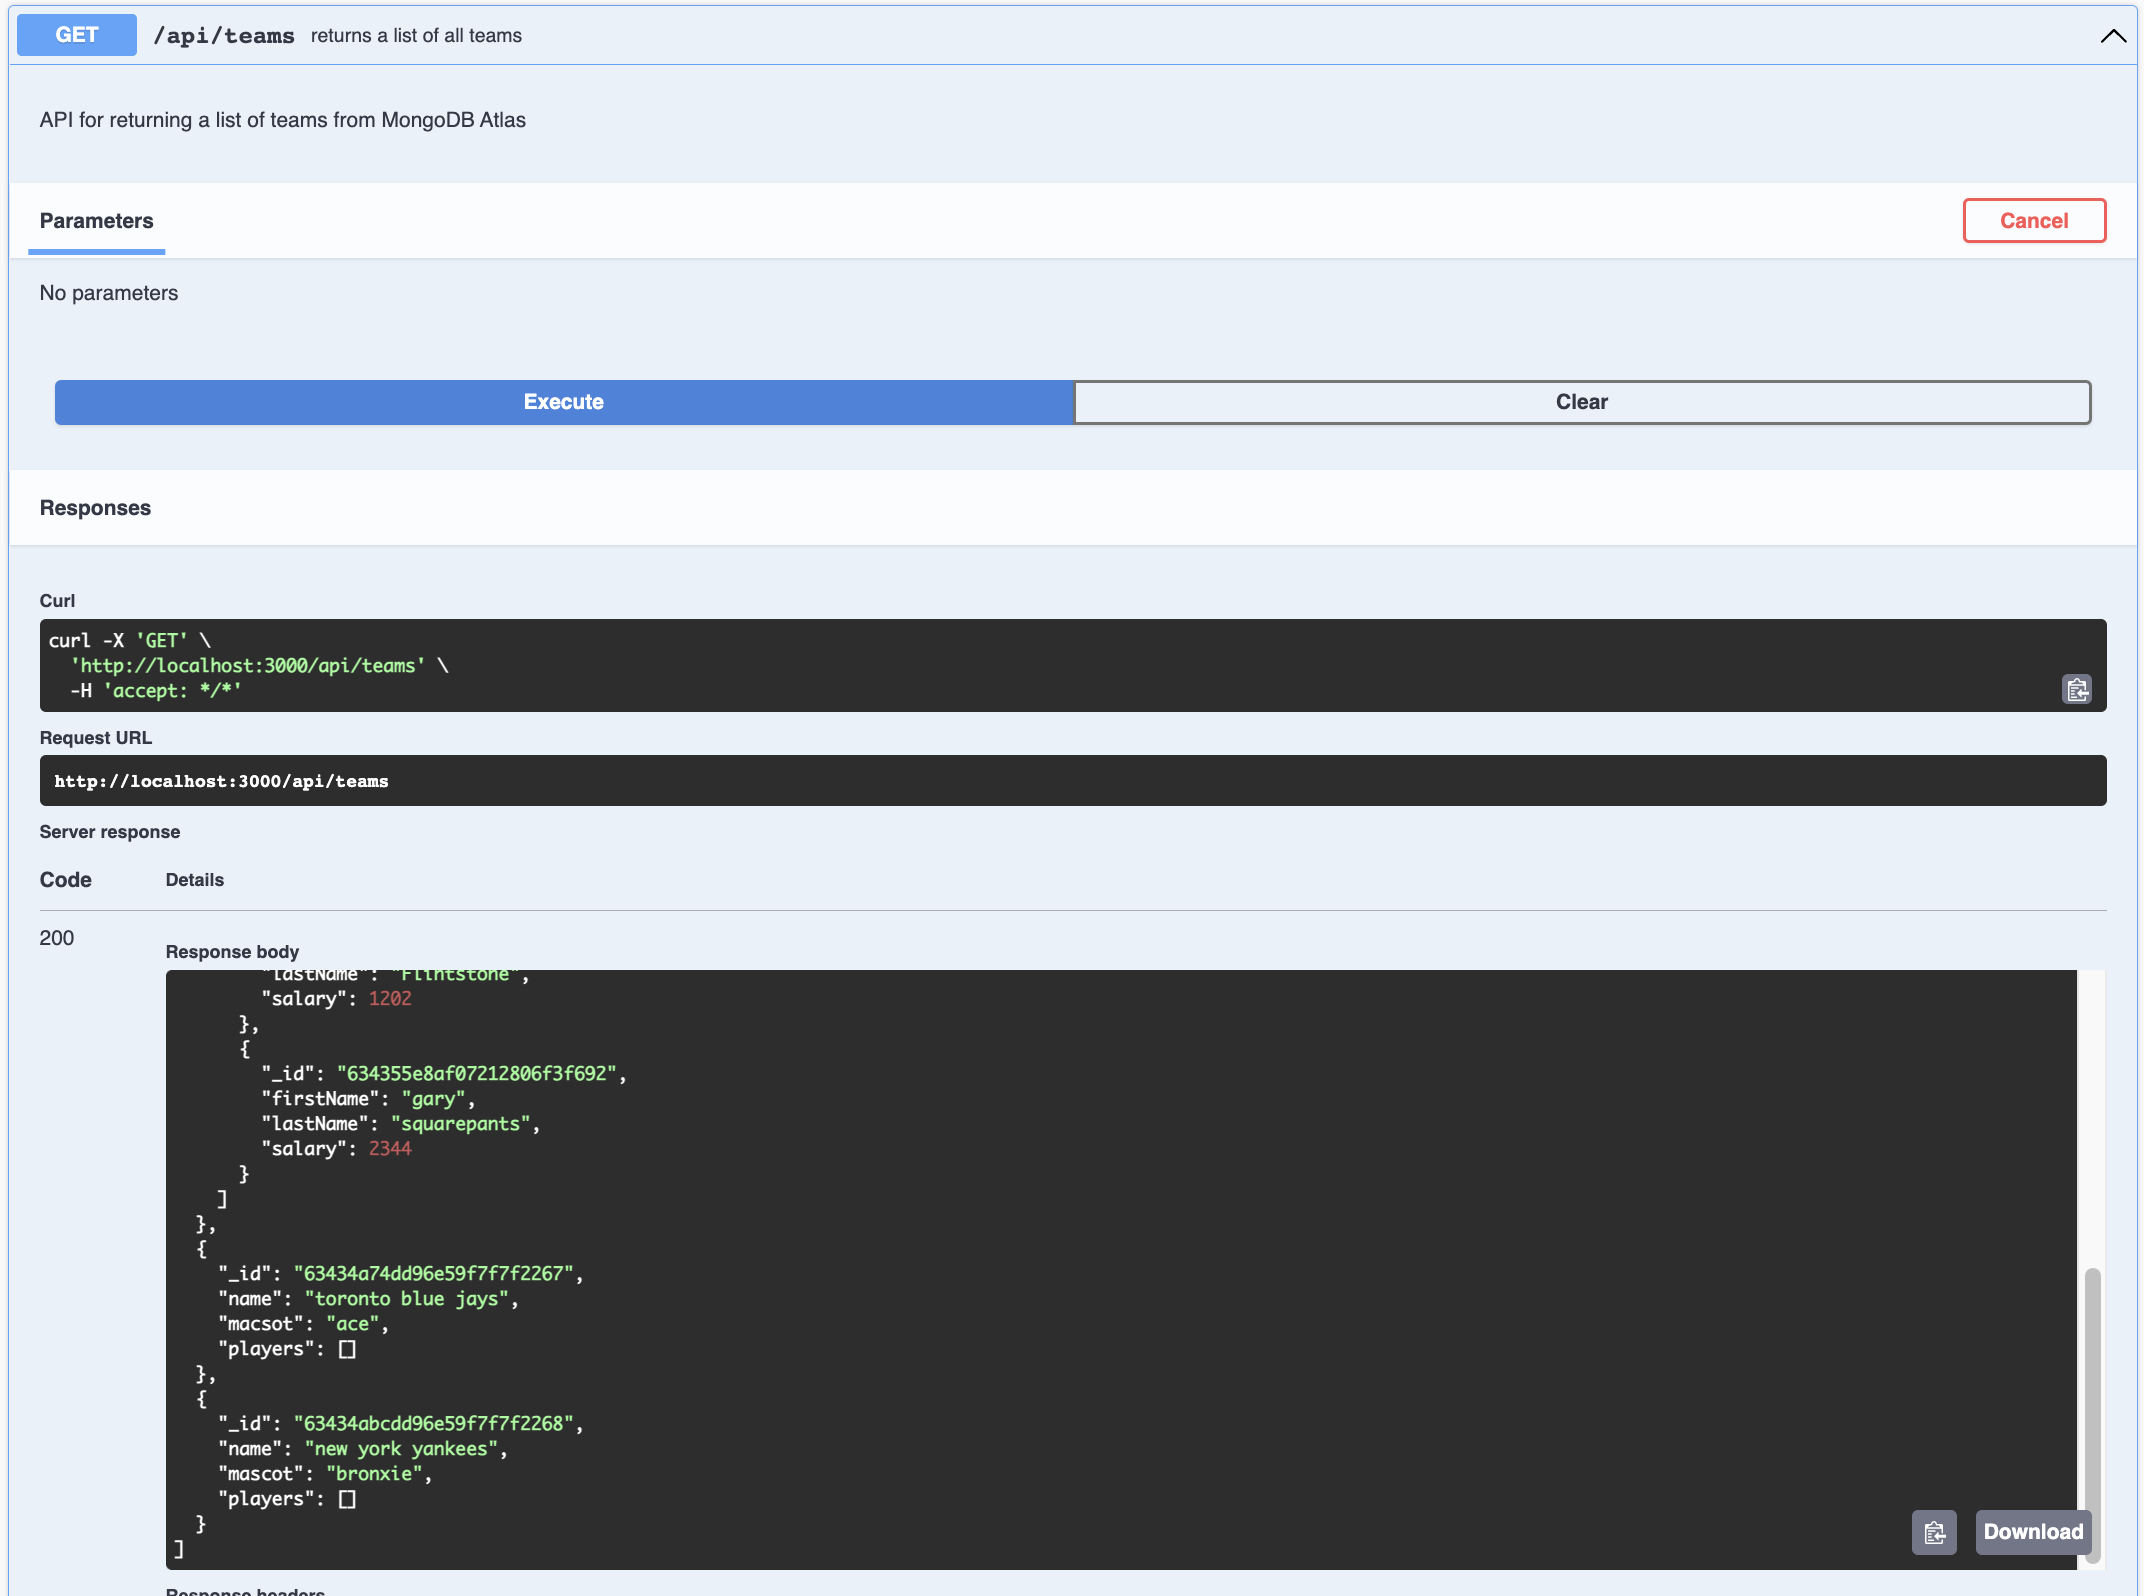 GET /api/teams returns a list of all teams
API for returning a list of teams from MongoDB Atlas
Parameters
Cancel
No parameters
Execute
Clear
Responses
Curl
curl -X 'GET' \
'http://localhost:3000/api/teams' \
-H 'accept: */*'
Request URL
http://localhost:3000/api/teams
Server response
Code Details
200
Response body
"lastName": "Flintstone",
"salary": 1202
},
{
"_id": "634355e8af07212806f3f692",
"firstName": "gary",
"lastName": "squarepants",
"salary": 2344
}
]
},
{
"_id": "63434a74dd96e59f7f7f2267",
"name": "toronto blue jays",
"macsot": "ace",
"players": []
},
{
"_id": "63434abcdd96e59f7f7f2268",
"name": "new york yankees",
"mascot": "bronxie",
"players": []
}
]
Download
Response headers